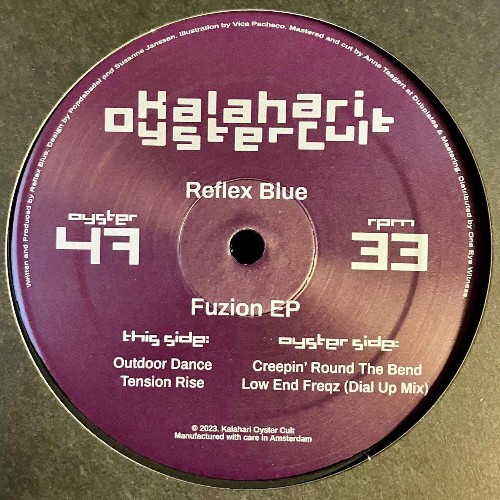 Written and Produced by Reflex Blue, Design by Pojdabadel and Susanne Janssen. Illustration by Vica Pacheco. Mastered and cut by Anne Taegert at Dubplates & Mastering. Distributed by One Eye Witness.
Kalahari
oystercult
Reflex Blue
oyster
47
rpm
33
Fuzion EP
this side:
Outdoor Dance
Tension Rise
oyster side:
Creepin' Round The Bend
Low End Freqz (Dial Up Mix)
© 2023. Kalahari Oyster Cult
Manufactured with care in Amsterdam